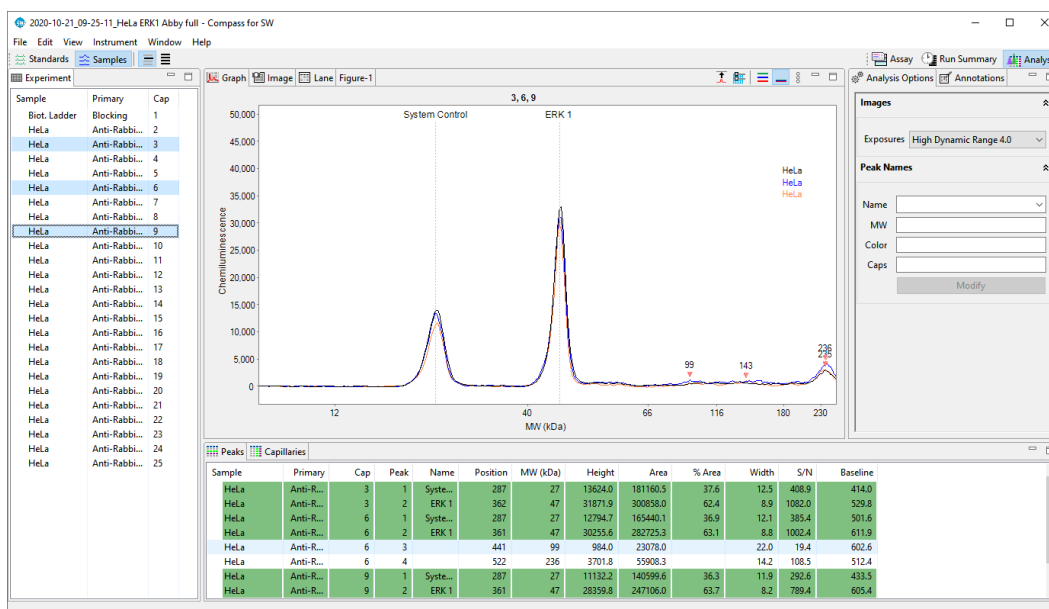 2020-10-21_09-25-11_HeLa ERK1 Abby full - Compass for SW
File Edit View Instrument Window Help
Standards Samples Assay Run Summary Analys
Experiment
Sample Primary Cap
Biot. Ladder Blocking 1
HeLa Anti-Rabbi... 2
HeLa Anti-Rabbi... 3
HeLa Anti-Rabbi... 4
HeLa Anti-Rabbi... 5
HeLa Anti-Rabbi... 6
HeLa Anti-Rabbi... 7
HeLa Anti-Rabbi... 8
HeLa Anti-Rabbi... 9
HeLa Anti-Rabbi... 10
HeLa Anti-Rabbi... 11
HeLa Anti-Rabbi... 12
HeLa Anti-Rabbi... 13
HeLa Anti-Rabbi... 14
HeLa Anti-Rabbi... 15
HeLa Anti-Rabbi... 16
HeLa Anti-Rabbi... 17
HeLa Anti-Rabbi... 18
HeLa Anti-Rabbi... 19
HeLa Anti-Rabbi... 20
HeLa Anti-Rabbi... 21
HeLa Anti-Rabbi... 22
HeLa Anti-Rabbi... 23
HeLa Anti-Rabbi... 24
HeLa Anti-Rabbi... 25
Graph Image Lane Figure-1
3, 6, 9
System Control ERK 1
50,000
45,000
40,000
35,000
30,000
25,000
20,000
15,000
10,000
5,000
0
Chemiluminescence
HeLa
HeLa
HeLa
99 143 236
235
12 40 66 116 180 230
MW (kDa)
Analysis Options Annotations
Images
Exposures High Dynamic Range 4.0
Peak Names
Name
MW
Color
Caps
Modify
Peaks Capillaries
Sample Primary Cap Peak Name Position MW (kDa) Height Area % Area Width S/N Baseline
HeLa Anti-R... 3 1 Syste... 287 27 13624.0 181160.5 37.6 12.5 408.9 414.0
HeLa Anti-R... 3 2 ERK 1 362 47 31871.9 300858.0 62.4 8.9 1082.0 529.8
HeLa Anti-R... 6 1 Syste... 287 27 12794.7 165440.1 36.9 12.1 385.4 501.6
HeLa Anti-R... 6 2 ERK 1 361 47 30255.6 282725.3 63.1 8.8 1002.4 611.9
HeLa Anti-R... 6 3 441 99 984.0 23078.0 22.0 19.4 602.6
HeLa Anti-R... 6 4 522 236 3701.8 55908.3 14.2 108.5 512.4
HeLa Anti-R... 9 1 Syste... 287 27 11132.2 140599.6 36.3 11.9 292.6 433.5
HeLa Anti-R... 9 2 ERK 1 361 47 28359.8 247106.0 63.7 8.2 789.4 605.4